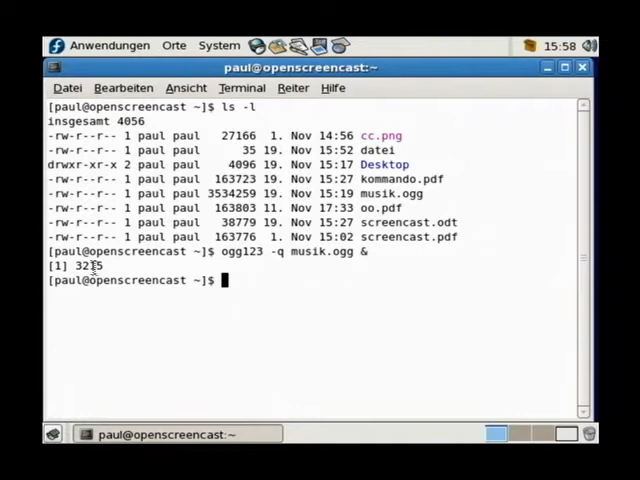 Anwendungen Orte System 15:58
paul@openscreencast:~
Datei Bearbeiten Ansicht Terminal Reiter Hilfe
[paul@openscreencast ~]$ ls -l
insgesamt 4056
-rw-r--r-- 1 paul paul 27166 1. Nov 14:56 cc.png
-rw-r--r-- 1 paul paul 35 19. Nov 15:52 datei
drwxr-xr-x 2 paul paul 4096 19. Nov 15:17 Desktop
-rw-r--r-- 1 paul paul 163723 19. Nov 15:27 kommando.pdf
-rw-r--r-- 1 paul paul 3534259 19. Nov 15:19 musik.ogg
-rw-r--r-- 1 paul paul 163803 11. Nov 17:33 oo.pdf
-rw-r--r-- 1 paul paul 38779 19. Nov 15:27 screencast.odt
-rw-r--r-- 1 paul paul 163776 1. Nov 15:02 screencast.pdf
[paul@openscreencast ~]$ ogg123 -q musik.ogg &
[1]
[paul@openscreencast ~]$
paul@openscreencast:~